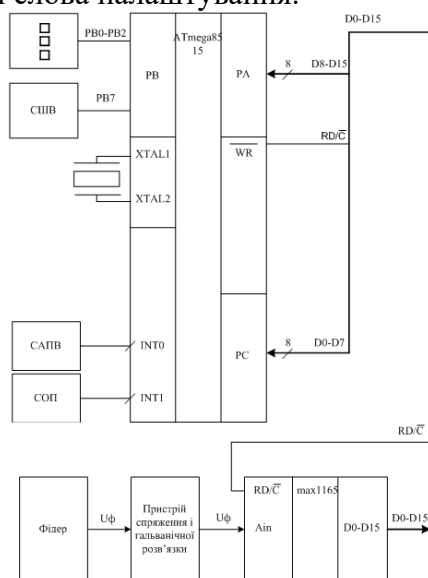 слова налаштування.
D0-D15
PB0-PB2
ATmega85
15
PB
PA
8
D8-D15
СШВ
PB7
RD/C
XTAL1
WR
XTAL2
САПВ
INT0
PC
8
D0-D7
СОП
INT1
RD/C
Фідер
Uф
Пристрій
спряження і
гальванічної
розв'язки
Uф
RD/C
max1165
Ain
D0-D15
D0-D15